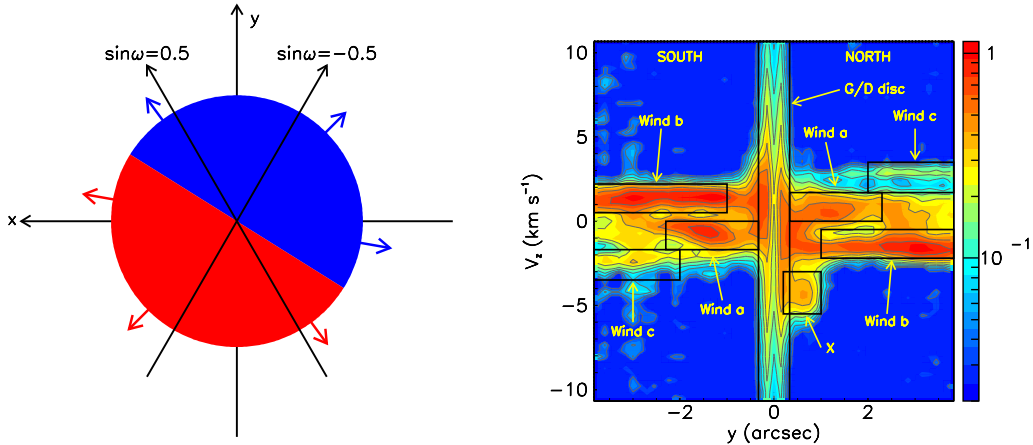 y
sinω=0.5
sinω=−0.5
x
10
5
0
−5
−10
V_z (km s⁻¹)
SOUTH
NORTH
G/D disc
Wind b
Wind a
Wind c
Wind c
Wind a
Wind b
X
−2
0
2
y (arcsec)
1
10⁻¹